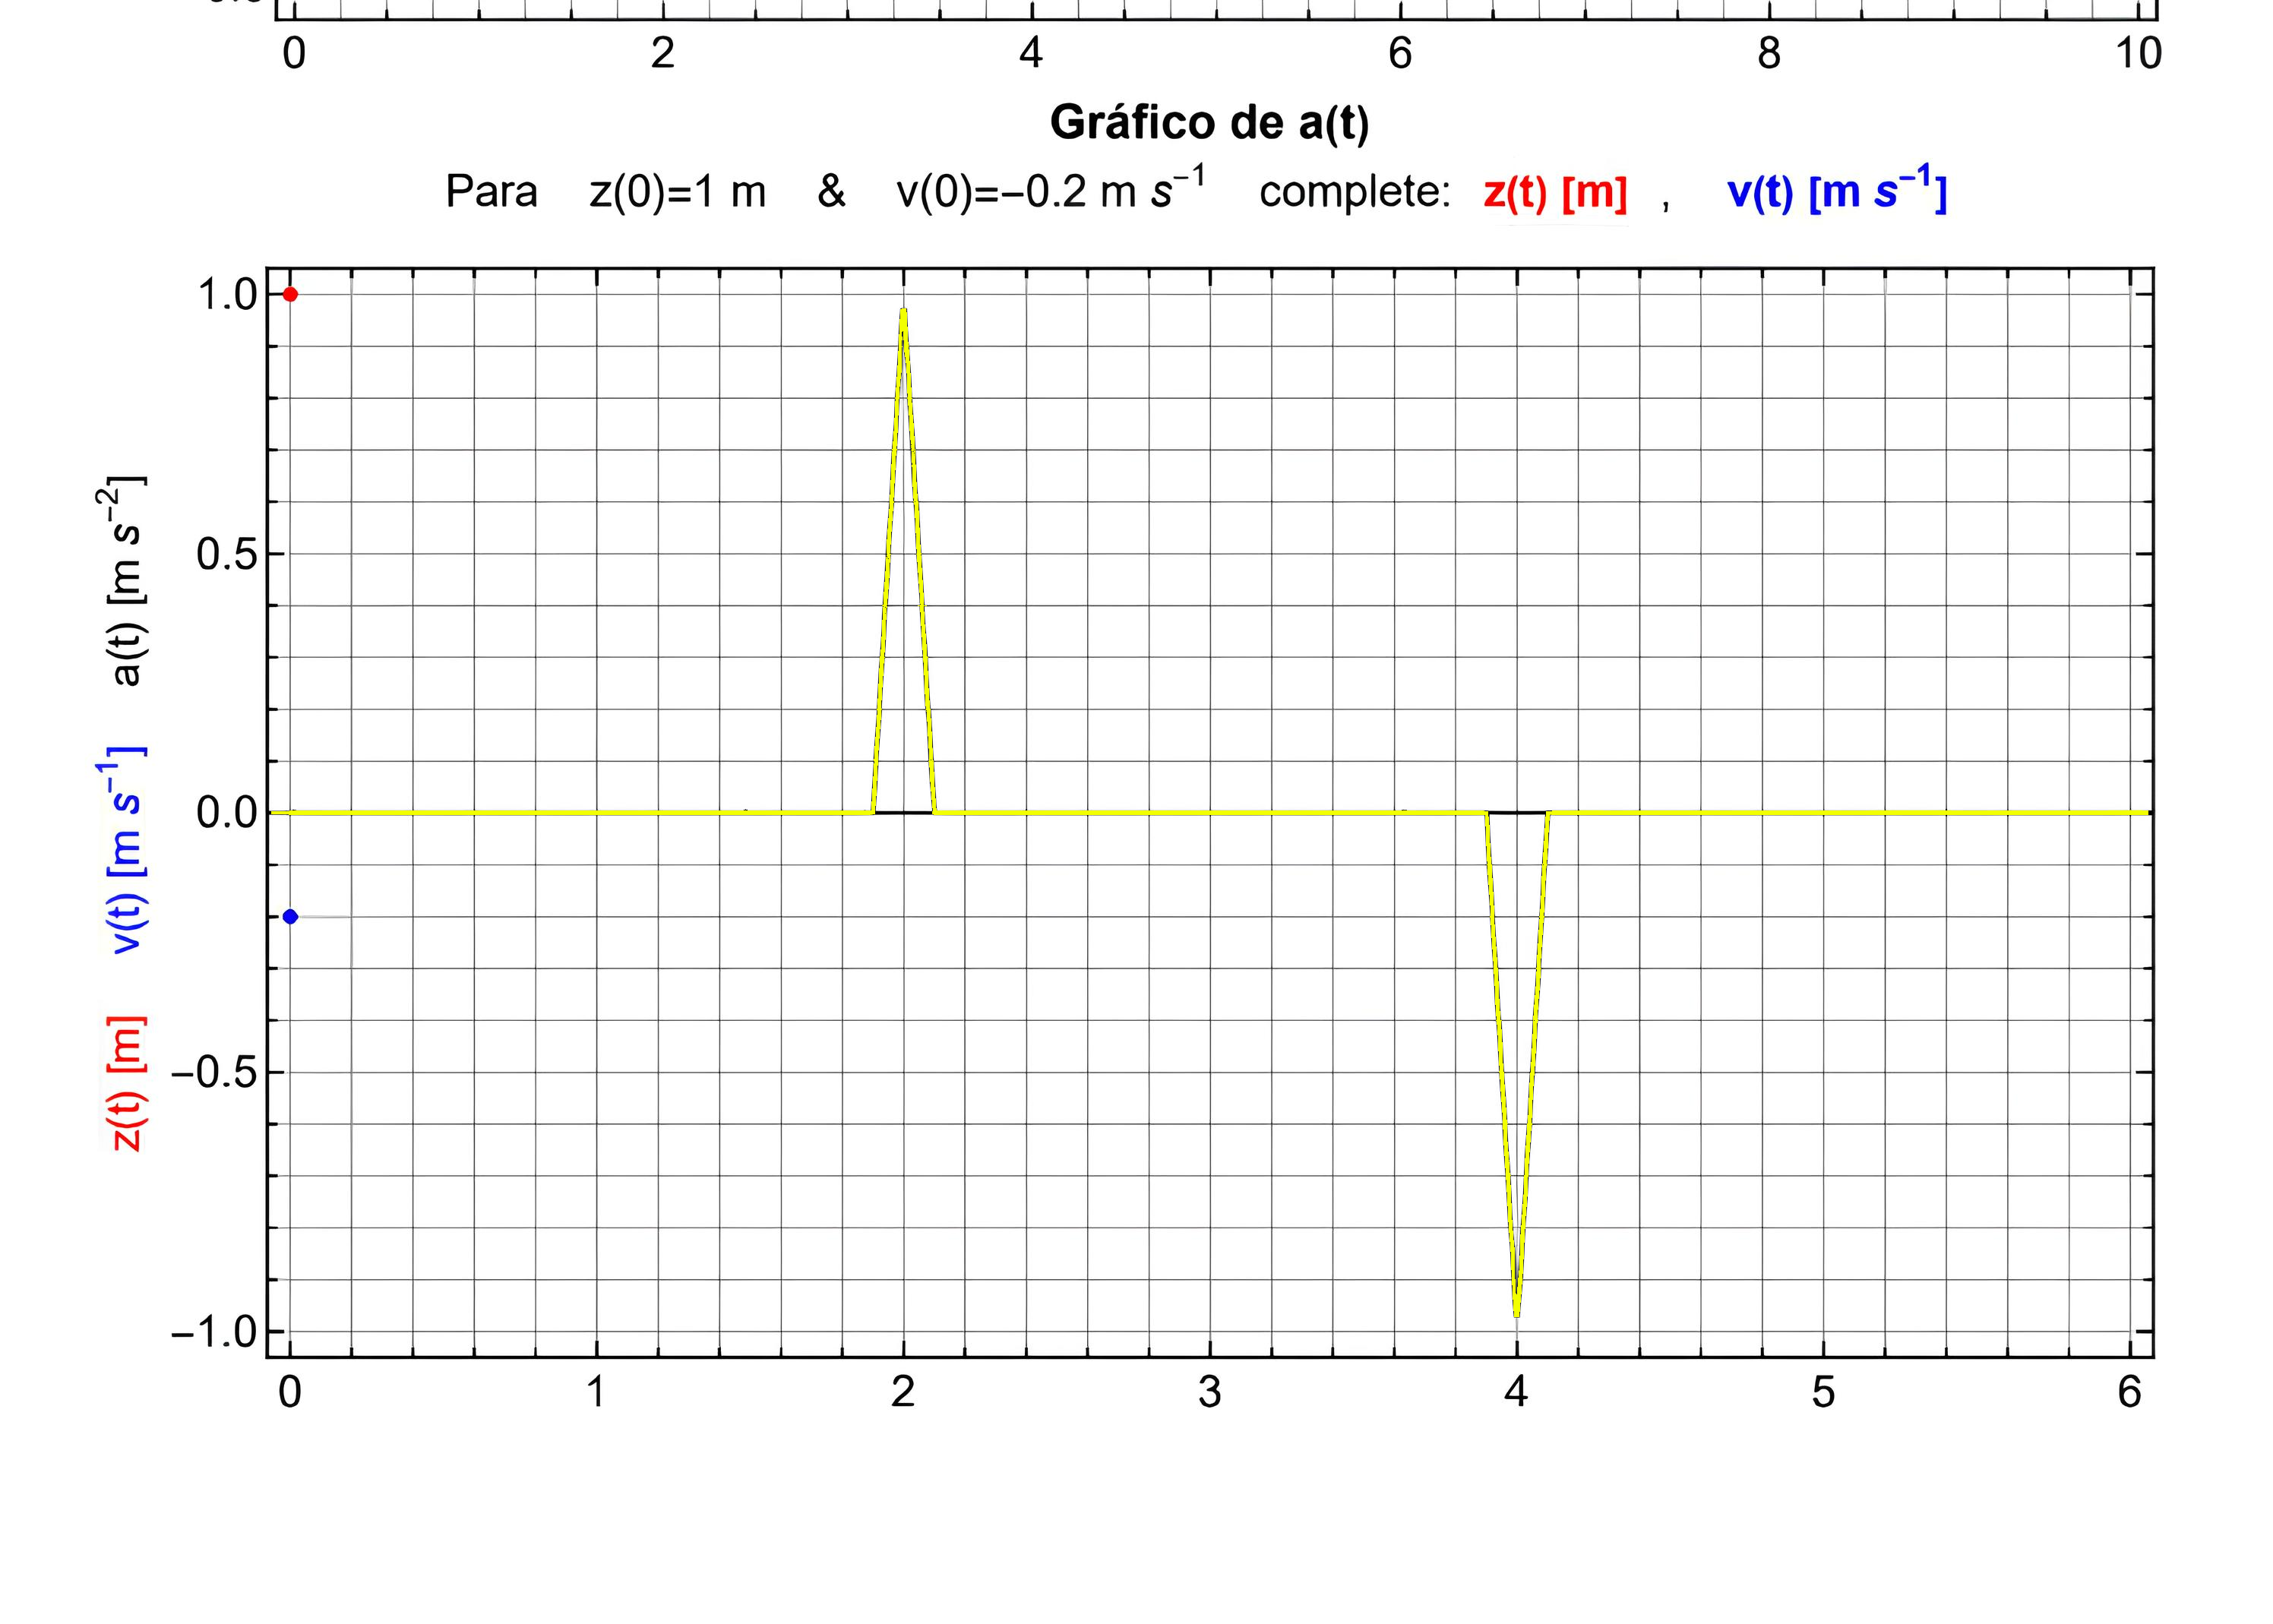 0 2 4 6 8 10
Gráfico de a(t)
Para z(0)=1 m & v(0)=−0.2 m s⁻¹ complete: z(t) [m] , v(t) [m s⁻¹]
z(t) [m] v(t) [m s⁻¹] a(t) [m s⁻²]
1.0
0.5
0.0
−0.5
−1.0
0 1 2 3 4 5 6